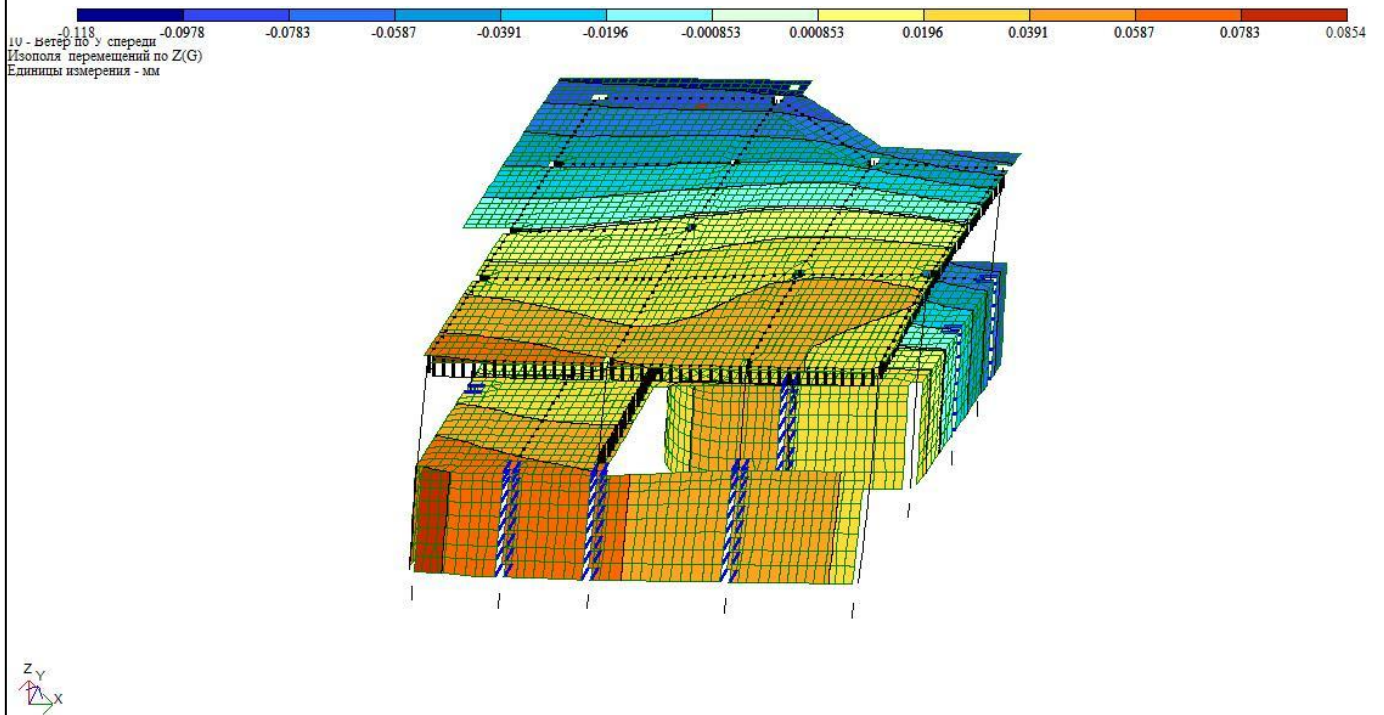 -0.118 -0.0978 -0.0783 -0.0587 -0.0391 -0.0196 -0.000853 0.000853 0.0196 0.0391 0.0587 0.0783 0.0854
10 - Ветер по У спереди
Изополя перемещений по Z(G)
Единицы измерения - мм
Z Y
X